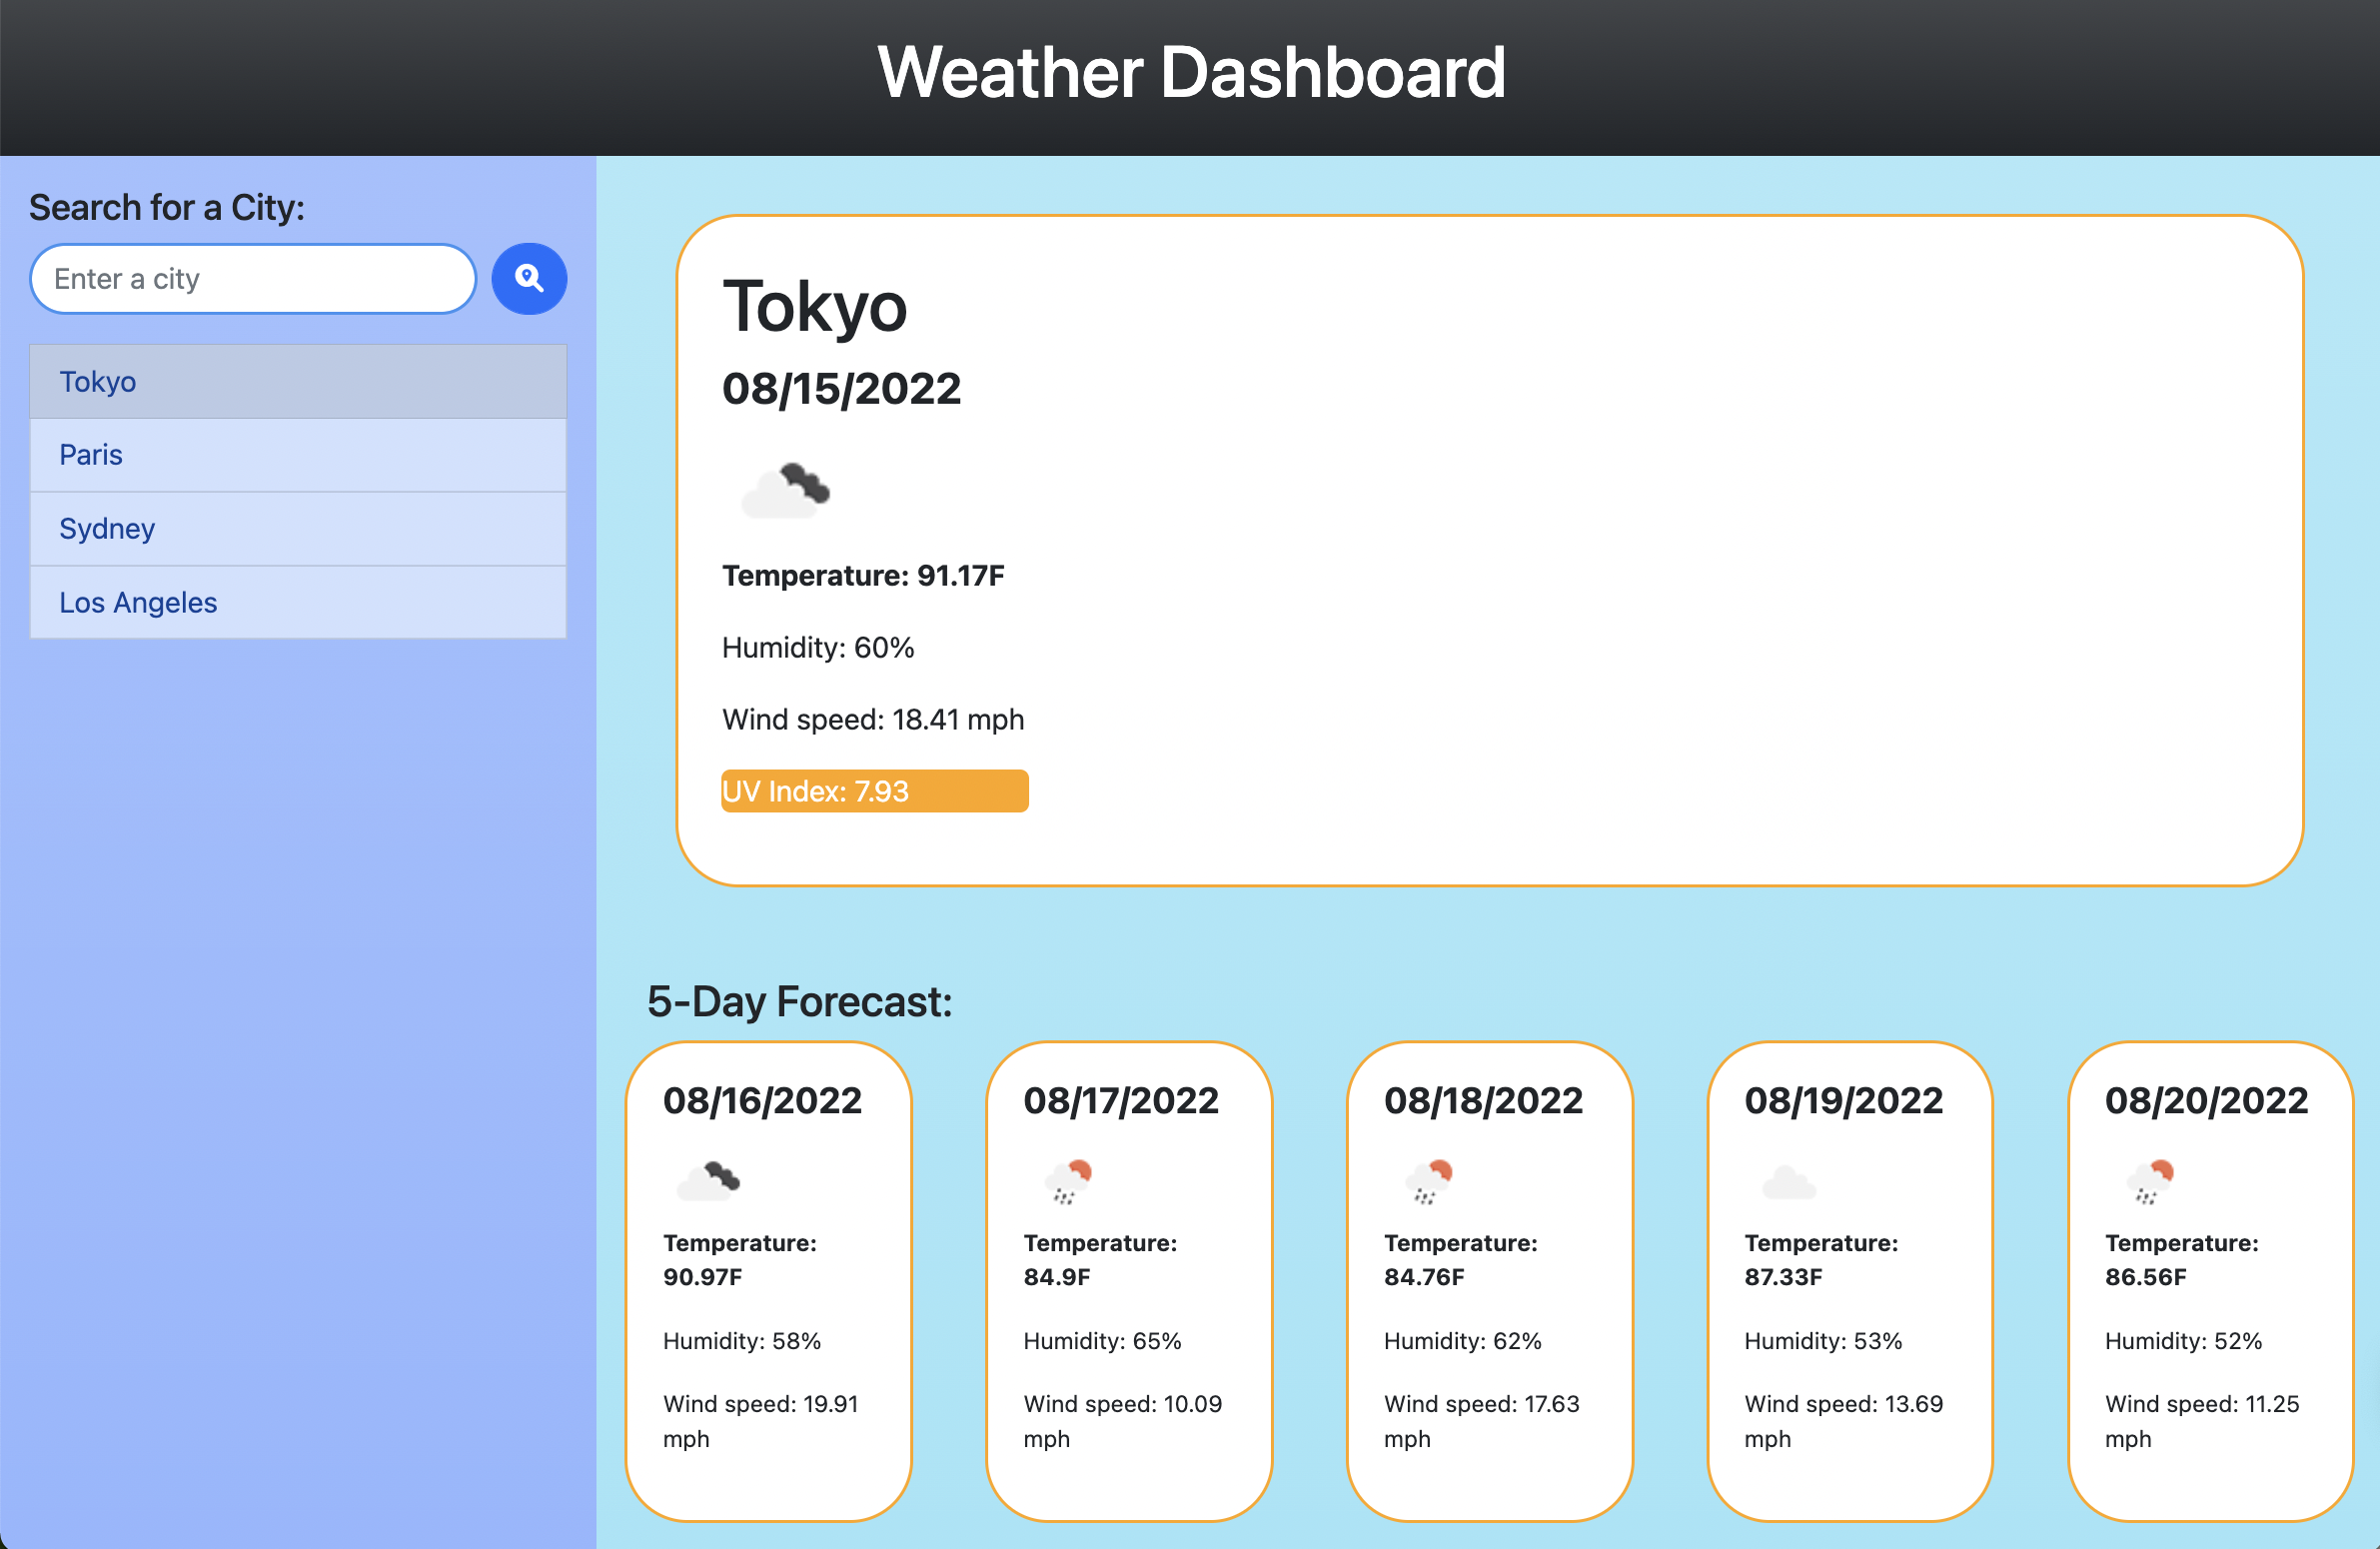 Weather Dashboard
Search for a City:
Enter a city
Tokyo
Paris
Sydney
Los Angeles
Tokyo
08/15/2022
Temperature: 91.17F
Humidity: 60%
Wind speed: 18.41 mph
UV Index: 7.93
5-Day Forecast:
08/16/2022
Temperature:
90.97F
Humidity: 58%
Wind speed: 19.91
mph
08/17/2022
Temperature:
84.9F
Humidity: 65%
Wind speed: 10.09
mph
08/18/2022
Temperature:
84.76F
Humidity: 62%
Wind speed: 17.63
mph
08/19/2022
Temperature:
87.33F
Humidity: 53%
Wind speed: 13.69
mph
08/20/2022
Temperature:
86.56F
Humidity: 52%
Wind speed: 11.25
mph